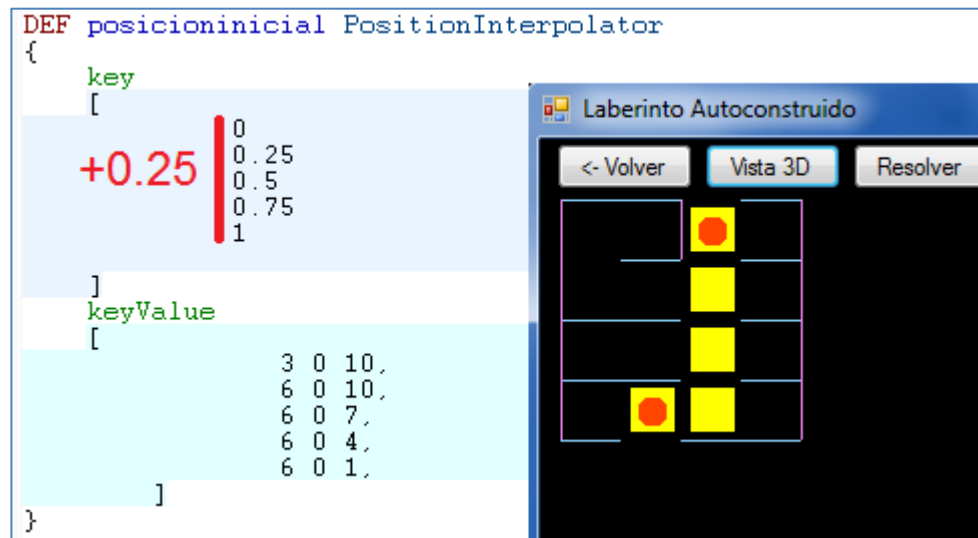 DEF posicioninicial PositionInterpolator
{
key
[
0
0.25
+0.25
0.5
0.75
1
]
keyValue
[
3 0 10,
6 0 10,
6 0 7,
6 0 4,
6 0 1,
]
}
Laberinto Autoconstruido
<- Volver Vista 3D Resolver